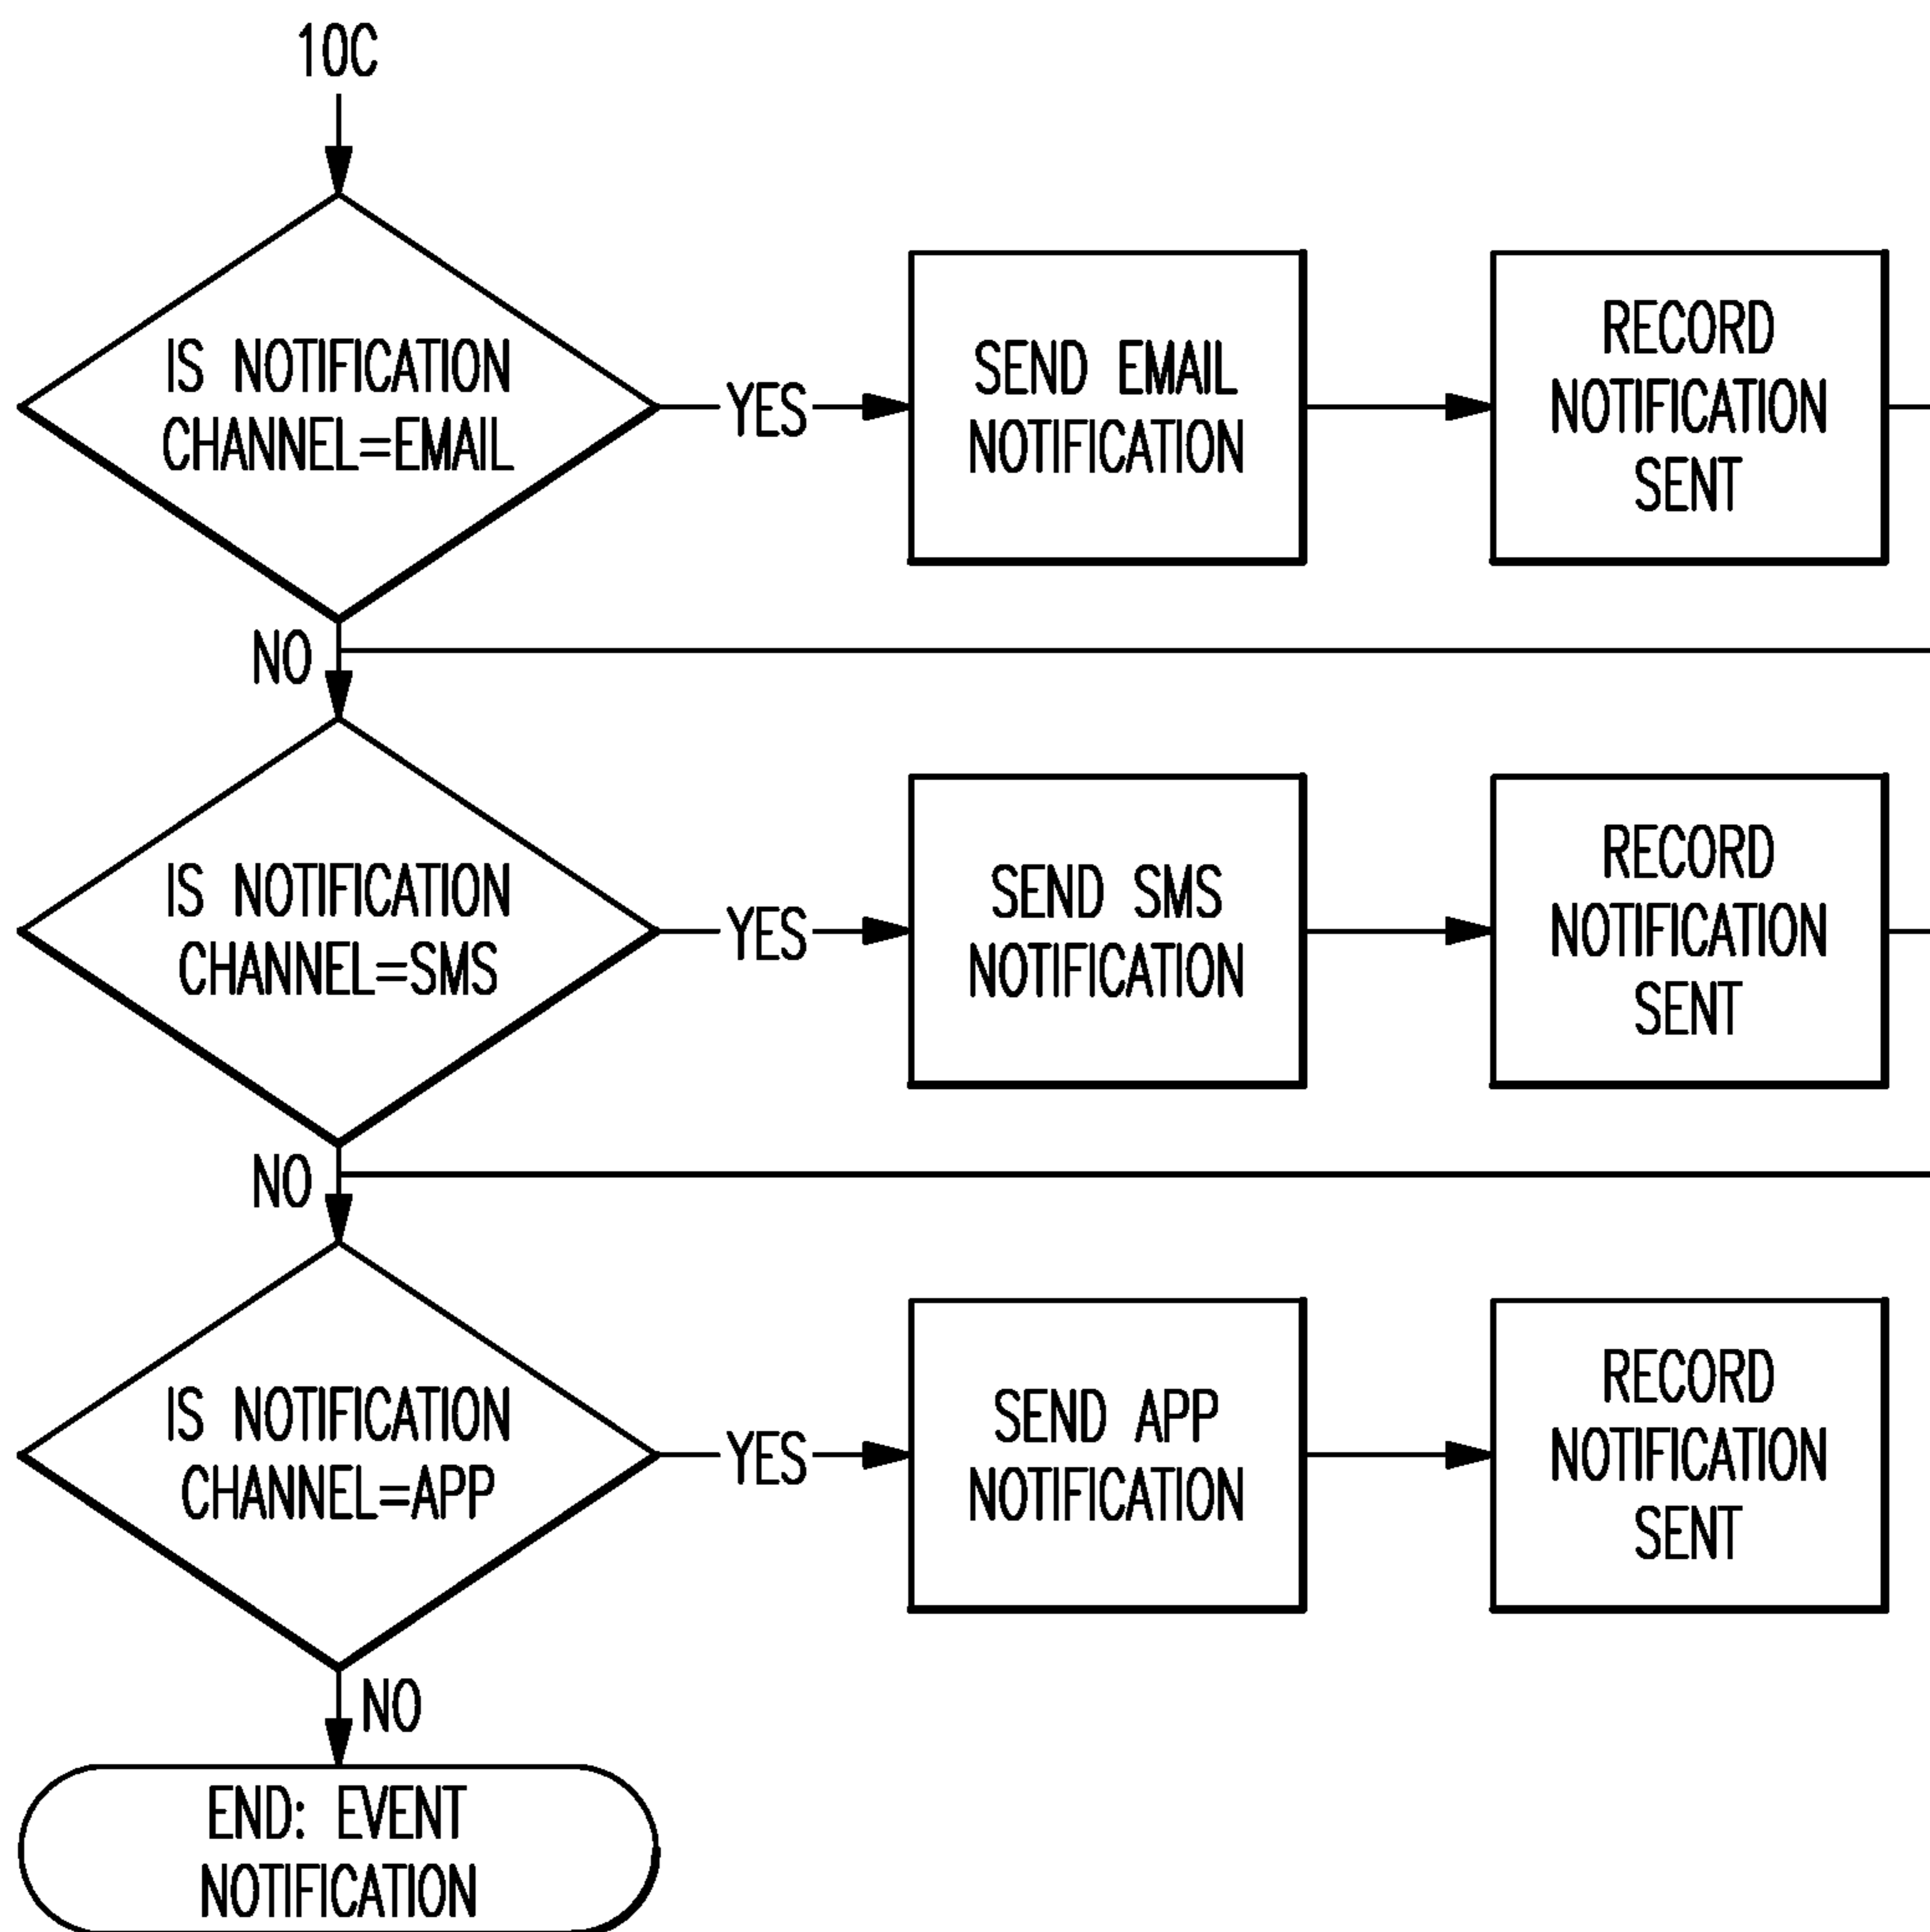 10C
IS NOTIFICATION
CHANNEL=EMAIL
YES
SEND EMAIL
NOTIFICATION
RECORD
NOTIFICATION
SENT
NO
IS NOTIFICATION
CHANNEL=SMS
YES
SEND SMS
NOTIFICATION
RECORD
NOTIFICATION
SENT
NO
IS NOTIFICATION
CHANNEL=APP
YES
SEND APP
NOTIFICATION
RECORD
NOTIFICATION
SENT
NO
END: EVENT
NOTIFICATION